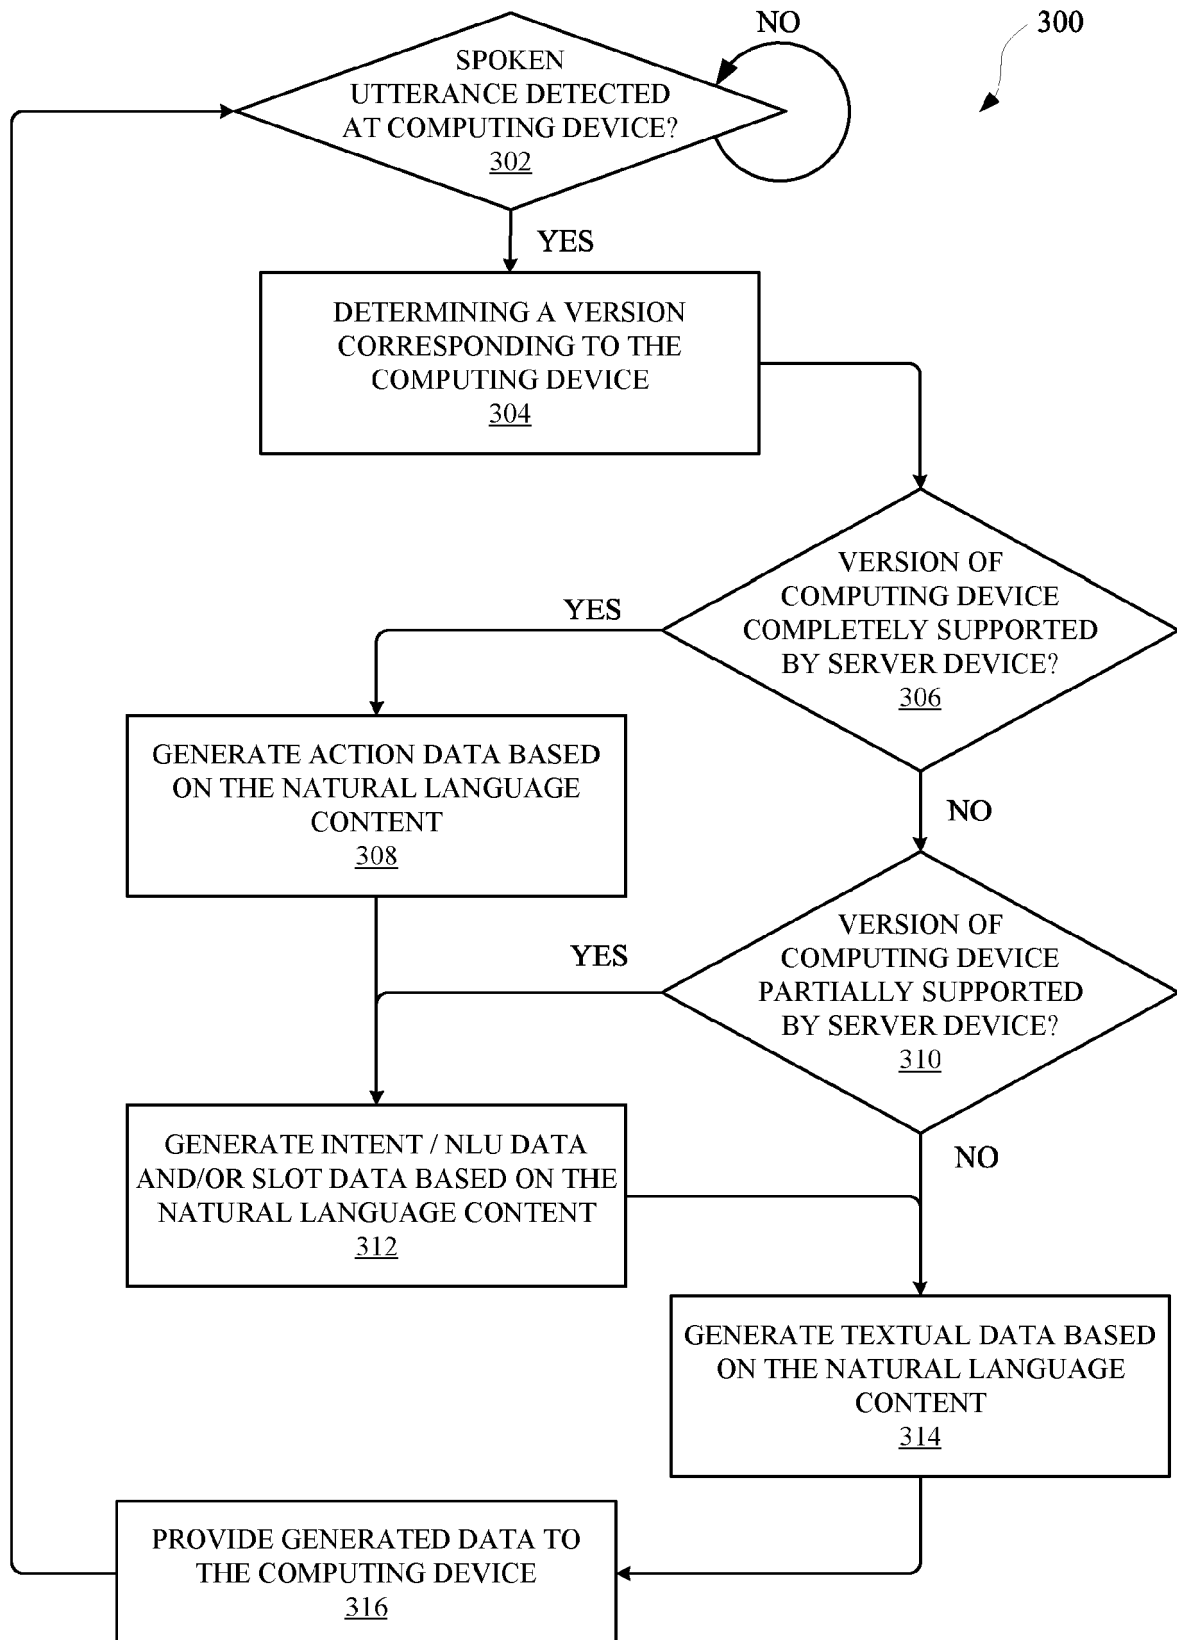 NO
300
SPOKEN
UTTERANCE DETECTED
AT COMPUTING DEVICE?
302
YES
DETERMINING A VERSION
CORRESPONDING TO THE
COMPUTING DEVICE
304
VERSION OF
COMPUTING DEVICE
COMPLETELY SUPPORTED
BY SERVER DEVICE?
306
YES
GENERATE ACTION DATA BASED
ON THE NATURAL LANGUAGE
CONTENT
308
NO
VERSION OF
COMPUTING DEVICE
PARTIALLY SUPPORTED
BY SERVER DEVICE?
310
YES
GENERATE INTENT / NLU DATA
AND/OR SLOT DATA BASED ON THE
NATURAL LANGUAGE CONTENT
312
NO
GENERATE TEXTUAL DATA BASED
ON THE NATURAL LANGUAGE
CONTENT
314
PROVIDE GENERATED DATA TO
THE COMPUTING DEVICE
316